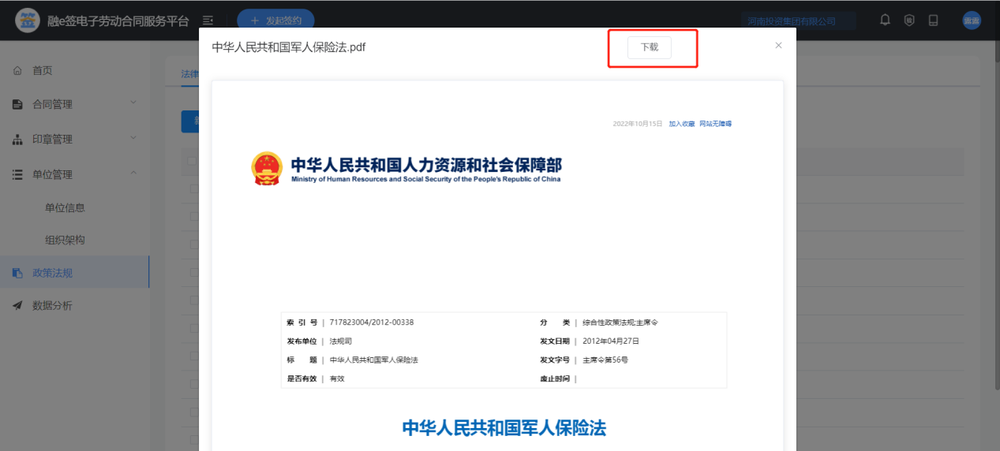 融e签电子劳动合同服务平台
+ 发起签约
河南投资集团有限公司
露露
首页
合同管理
印章管理
单位管理
单位信息
组织架构
政策法规
数据分析
法律
中华人民共和国军人保险法.pdf
下载
2022年10月15日 加入收藏 网站无障碍
中华人民共和国人力资源和社会保障部
Ministry of Human Resources and Social Security of the People's Republic of China
索 引 号 | 717823004/2012-00338
分 类 | 综合性政策法规;主席令
发布单位 | 法规司
发文日期 | 2012年04月27日
标 题 | 中华人民共和国军人保险法
发文字号 | 主席令第56号
是否有效 | 有效
废止时间 |
中华人民共和国军人保险法